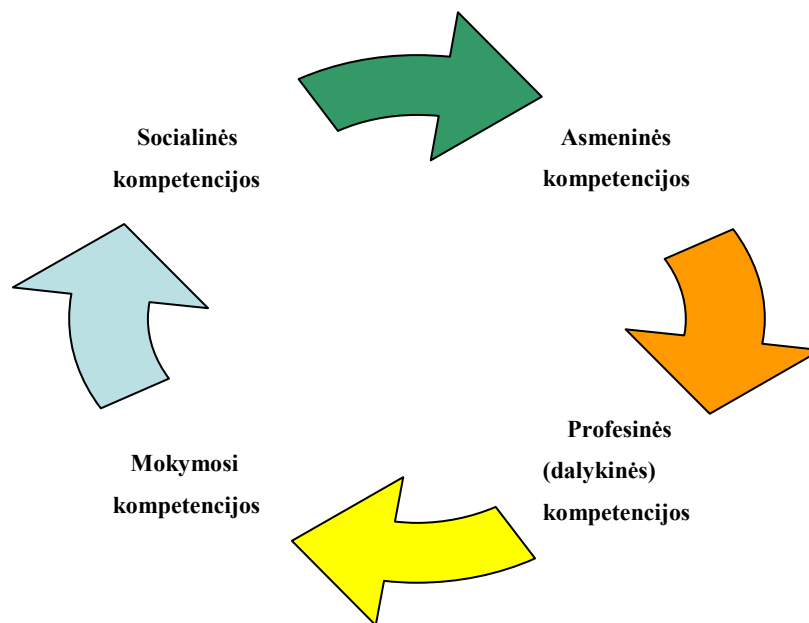 Socialinės
kompetencijos
Asmeninės
kompetencijos
Profesinės
(dalykinės)
kompetencijos
Mokymosi
kompetencijos